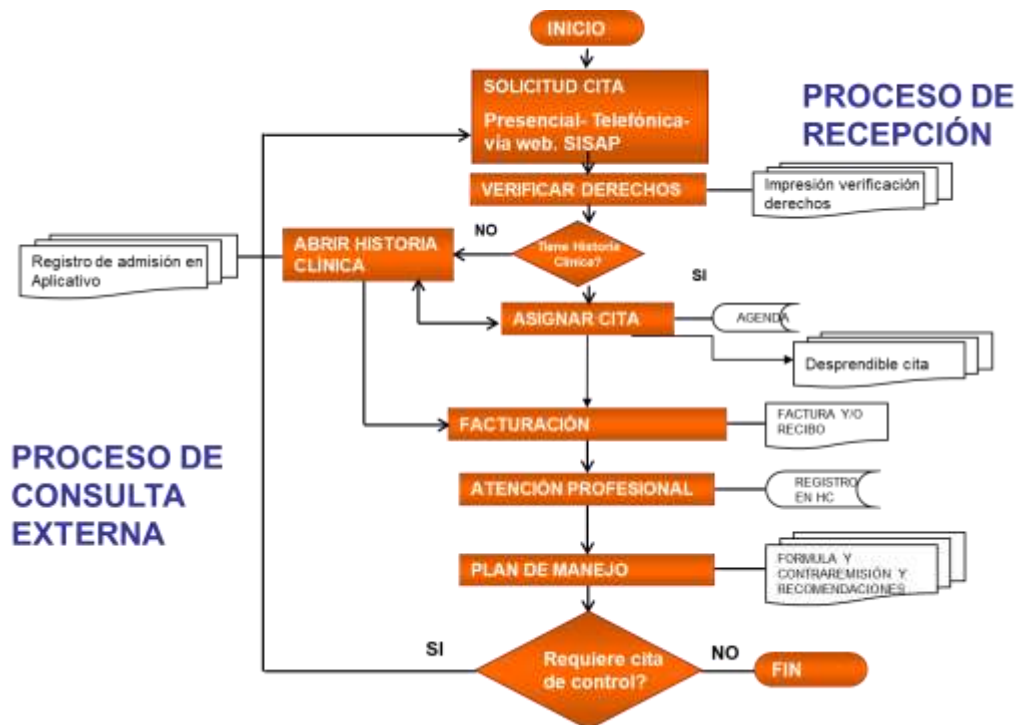 INICIO
SOLICITUD CITA
Presencial- Telefónica-
vía web. SISAP
PROCESO DE
RECEPCIÓN
VERIFICAR DERECHOS
Impresión verificación
derechos
NO
Tiene Historia
Clínica?
ABRIR HISTORIA
CLÍNICA
Registro de admisión en
Aplicativo
SI
ASIGNAR CITA
AGENDA
Desprendible cita
FACTURACIÓN
FACTURA Y/O
RECIBO
PROCESO DE
CONSULTA
EXTERNA
ATENCIÓN PROFESIONAL
REGISTRO
EN HC
PLAN DE MANEJO
FORMULA Y
CONTRAREMISIÓN Y
RECOMENDACIONES
SI
Requiere cita
de control?
NO
FIN